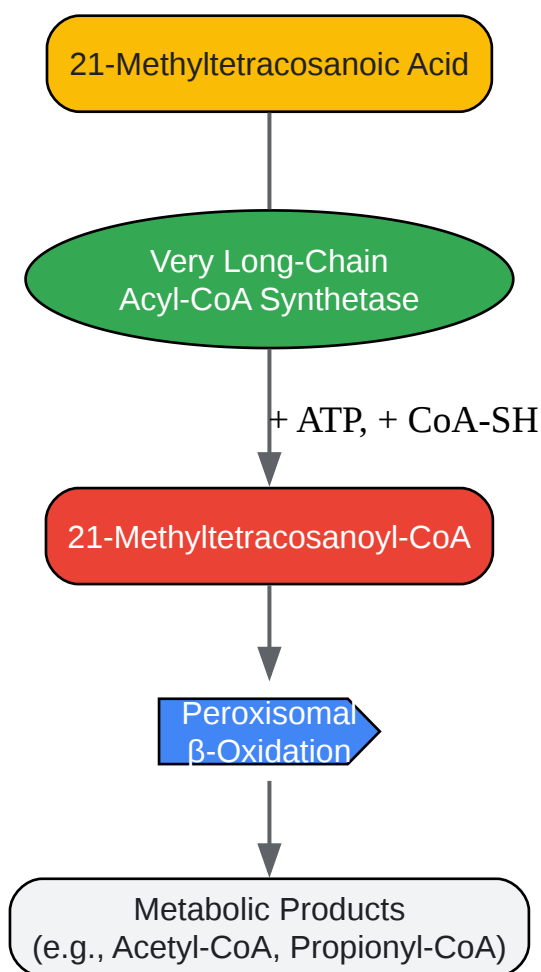 21-Methyltetracosanoic Acid
Very Long-Chain
Acyl-CoA Synthetase
+ ATP, + CoA-SH
21-Methyltetracosanoyl-CoA
Peroxisomal
β-Oxidation
Metabolic Products
(e.g., Acetyl-CoA, Propionyl-CoA)